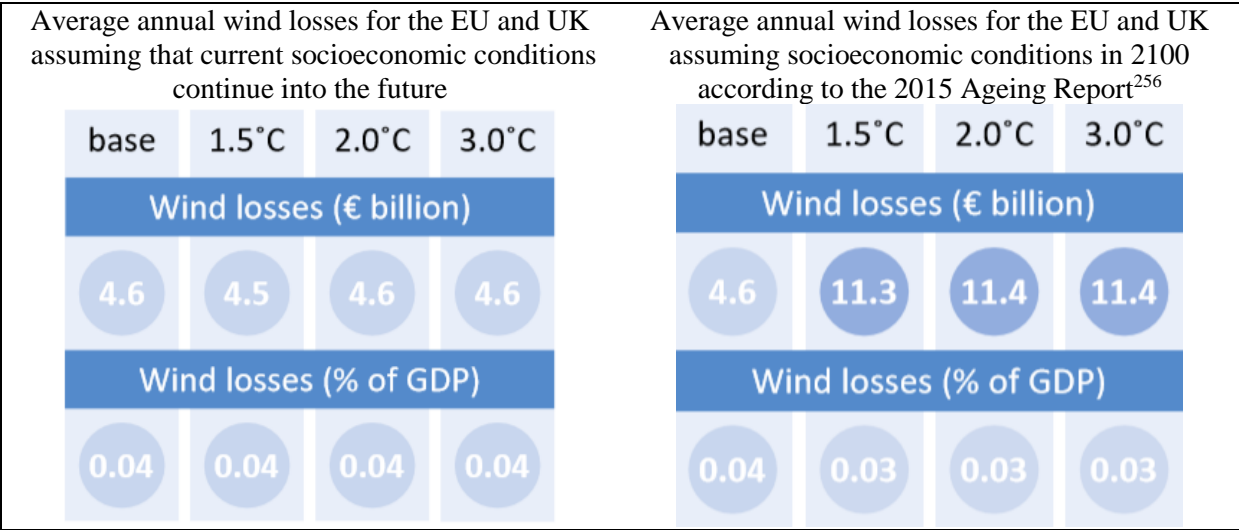 Average annual wind losses for the EU and UK
assuming that current socioeconomic conditions
continue into the future
base 1.5˚C 2.0˚C 3.0˚C
Wind losses (€ billion)
4.6 4.5 4.6 4.6
Wind losses (% of GDP)
0.04 0.04 0.04 0.04
Average annual wind losses for the EU and UK
assuming socioeconomic conditions in 2100
according to the 2015 Ageing Report256
base 1.5˚C 2.0˚C 3.0˚C
Wind losses (€ billion)
4.6 11.3 11.4 11.4
Wind losses (% of GDP)
0.04 0.03 0.03 0.03